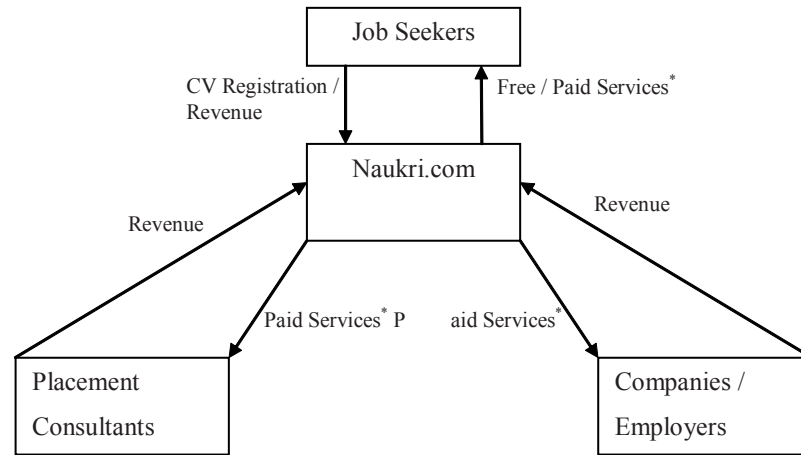 Job Seekers
CV Registration /
Revenue
Free / Paid Services*
Naukri.com
Revenue
Revenue
Paid Services* P aid Services*
Placement
Consultants
Companies /
Employers